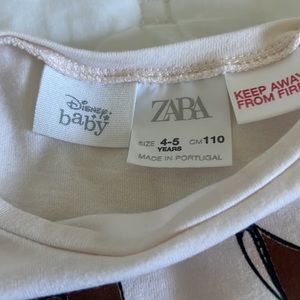 Disney
baby
ZARA
SIZE 4-5 CM 110
YEARS
MADE IN PORTUGAL
KEEP AWAY
FROM FIRE